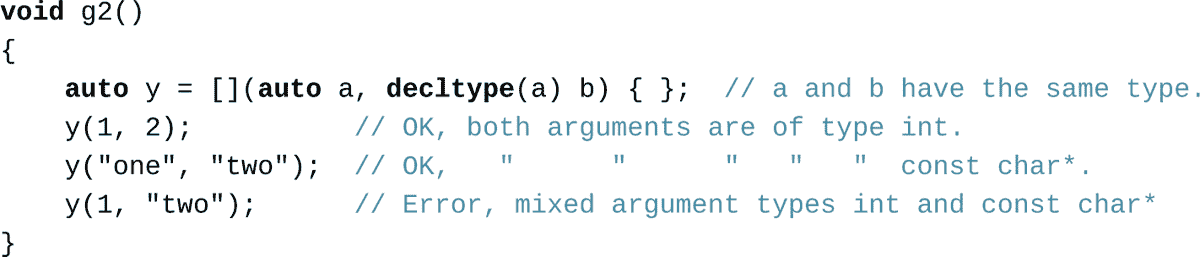 void g2()
{
    auto y = [](auto a, decltype(a) b) { };  // a and b have the same type.
    y(1, 2);          // OK, both arguments are of type int.
    y("one", "two");  // OK,   "      "      "   "   "  const char*.
    y(1, "two");      // Error, mixed argument types int and const char*
}